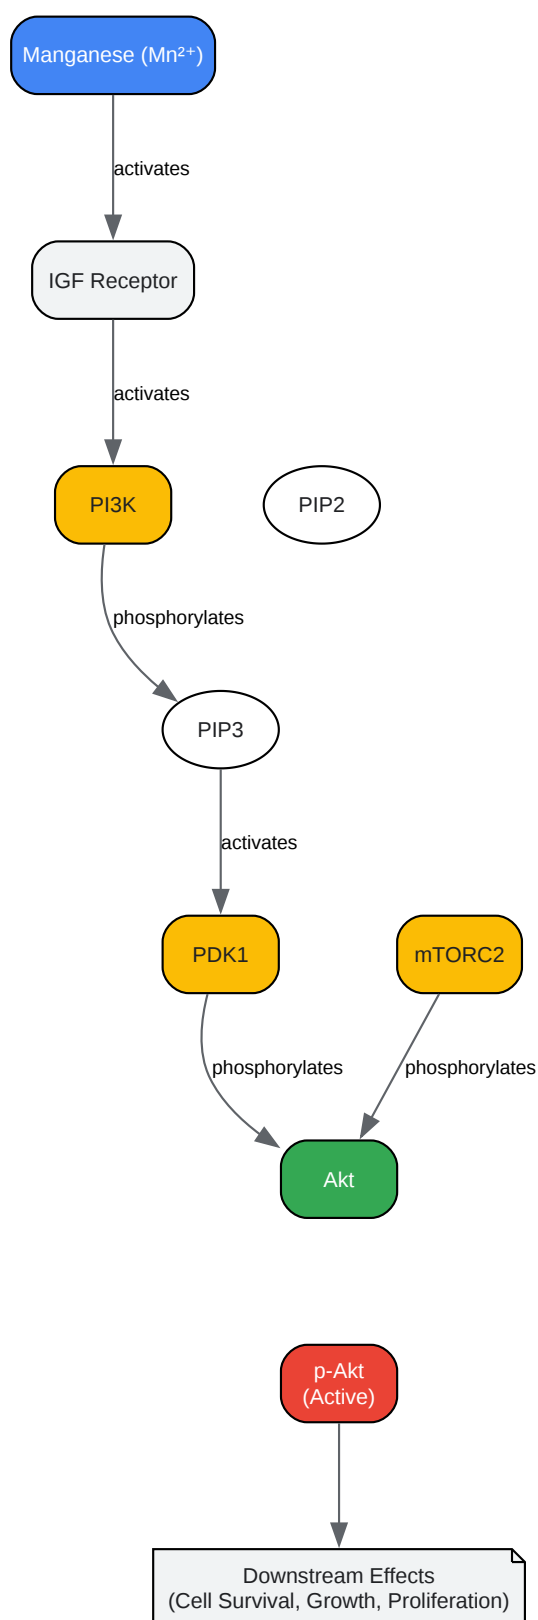 Manganese (Mn²⁺)
activates
IGF Receptor
activates
PI3K
PIP2
phosphorylates
PIP3
activates
PDK1
mTORC2
phosphorylates
phosphorylates
Akt
p-Akt
(Active)
Downstream Effects
(Cell Survival, Growth, Proliferation)